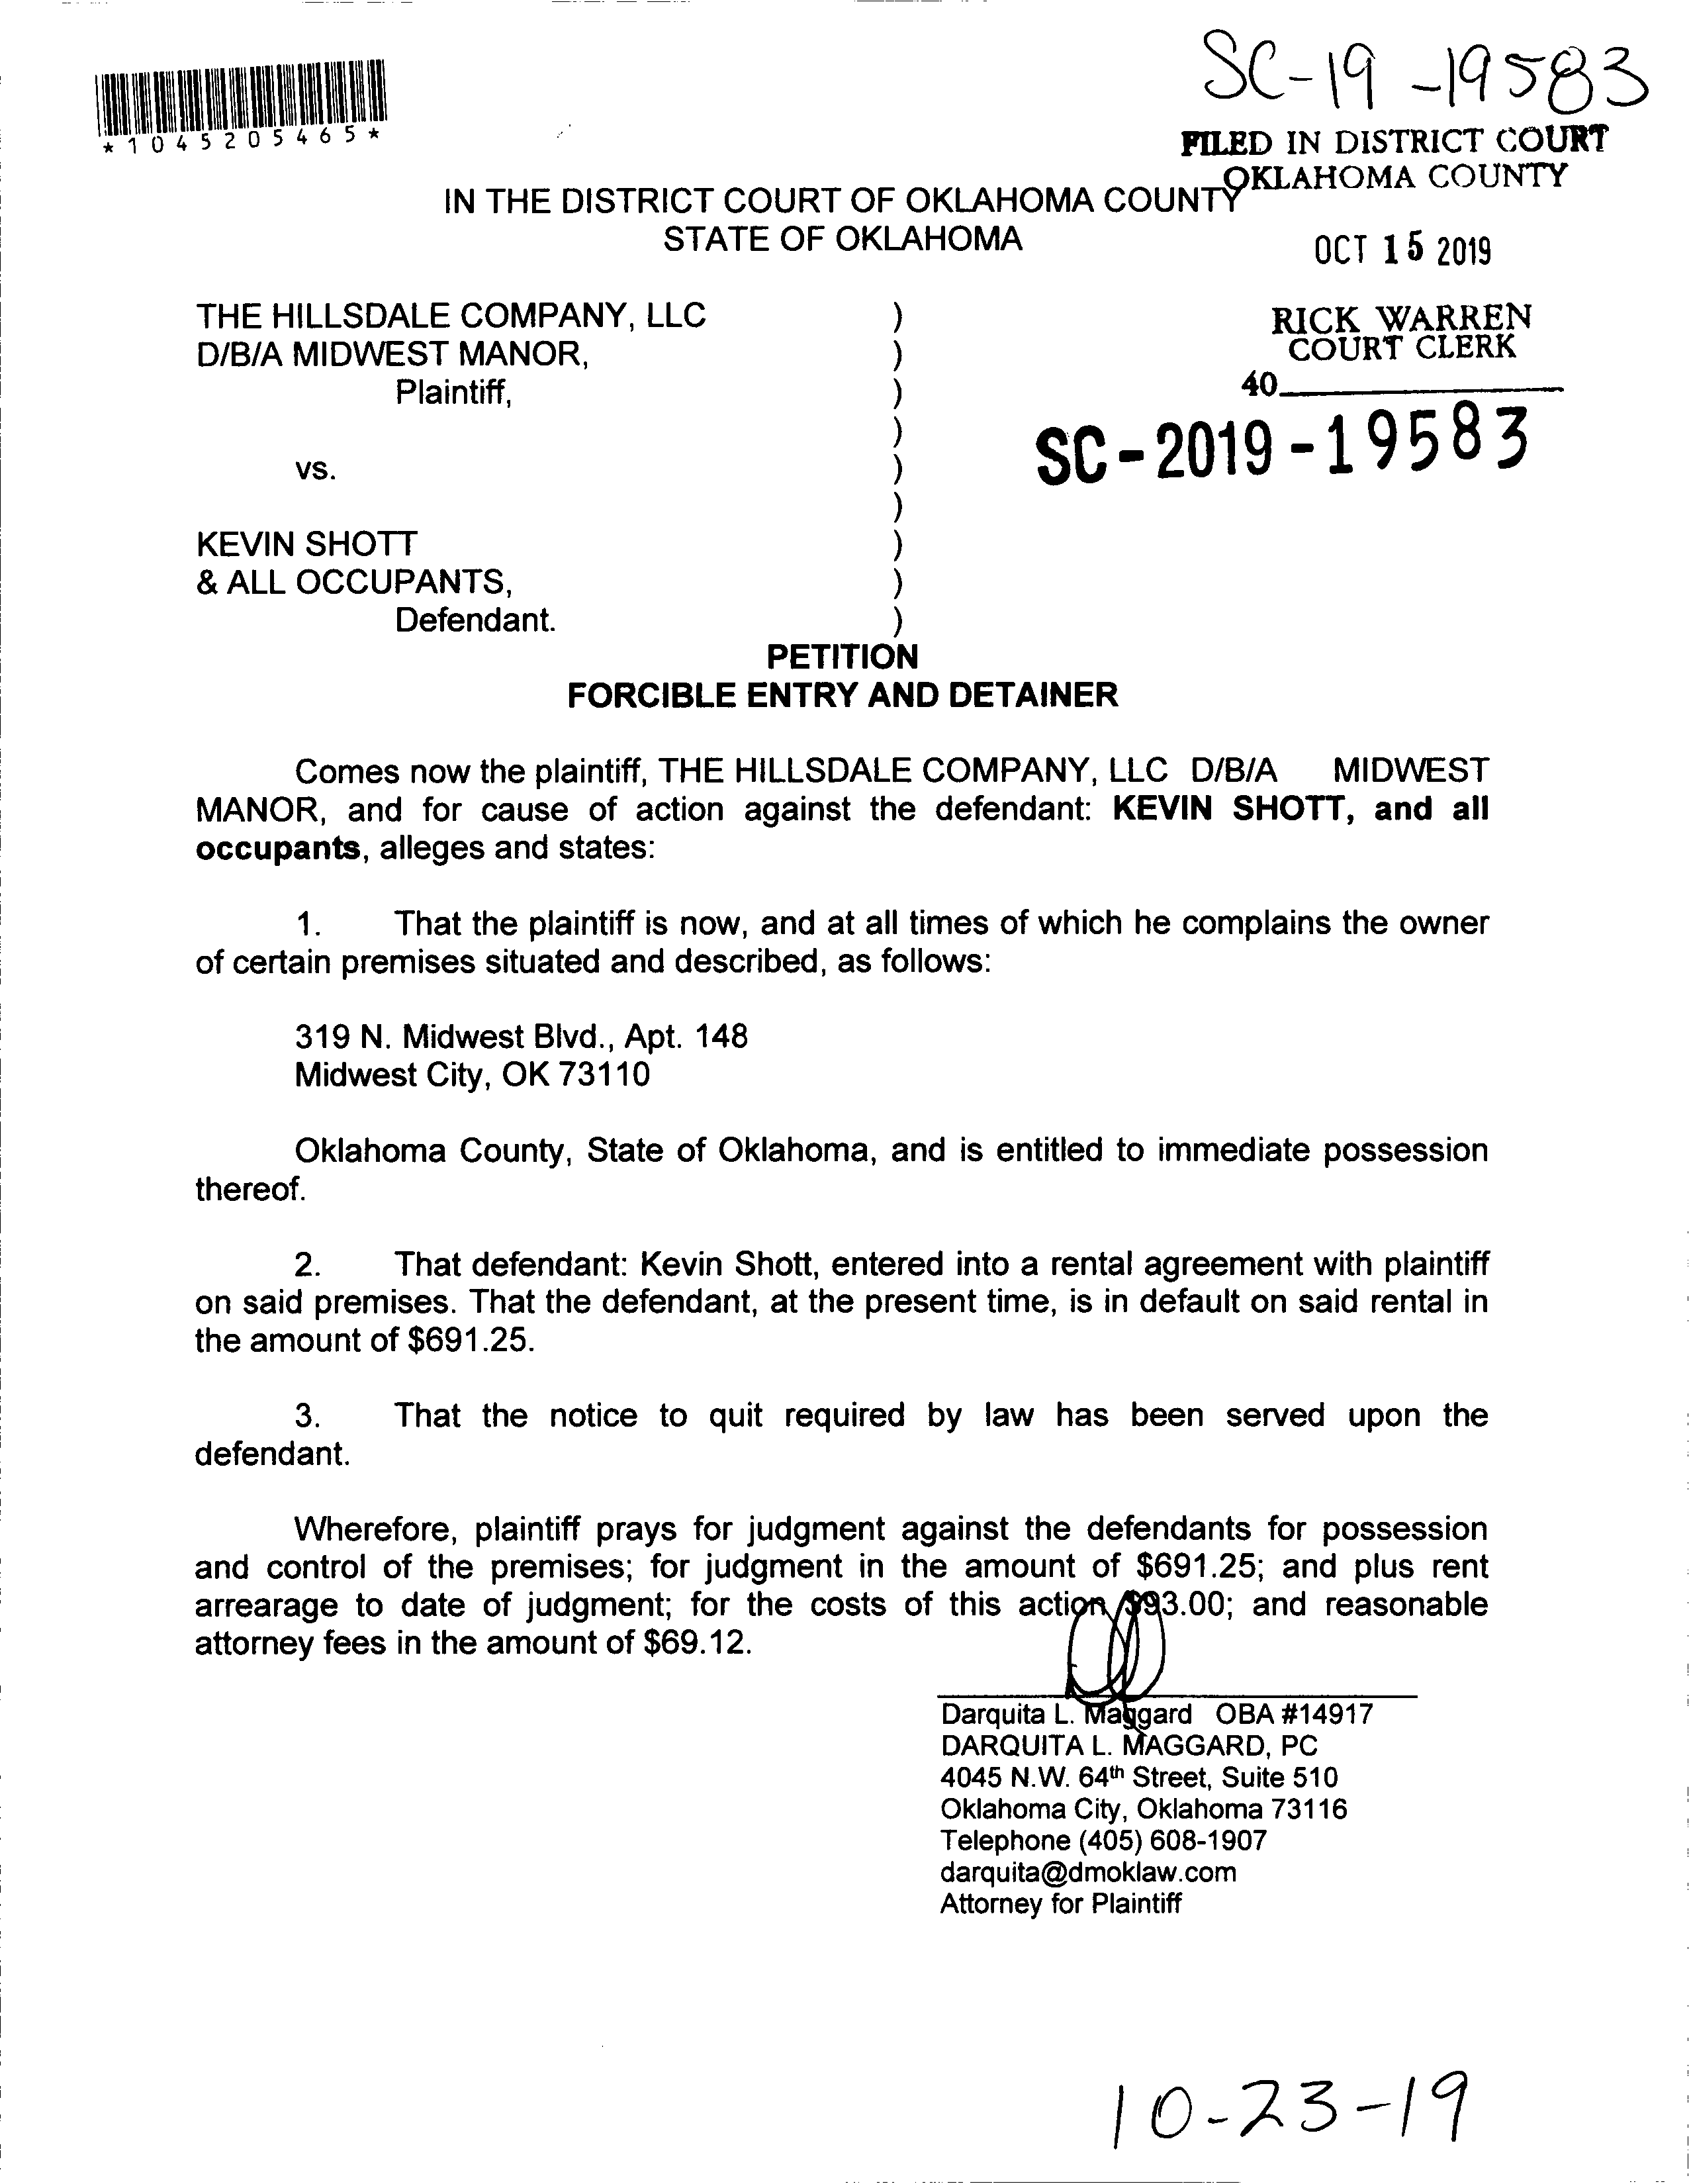 SC-19-19583
*1045205465*
FILED IN DISTRICT COURT
OKLAHOMA COUNTY
IN THE DISTRICT COURT OF OKLAHOMA COUNTY
STATE OF OKLAHOMA
OCT 15 2019
THE HILLSDALE COMPANY, LLC )
D/B/A MIDWEST MANOR, )
Plaintiff, )
)
vs. )
)
KEVIN SHOTT )
& ALL OCCUPANTS, )
Defendant. )
RICK WARREN
COURT CLERK
40
SC-2019-19583
PETITION
FORCIBLE ENTRY AND DETAINER
Comes now the plaintiff, THE HILLSDALE COMPANY, LLC D/B/A MIDWEST
MANOR, and for cause of action against the defendant: KEVIN SHOTT, and all
occupants, alleges and states:
1. That the plaintiff is now, and at all times of which he complains the owner
of certain premises situated and described, as follows:
319 N. Midwest Blvd., Apt. 148
Midwest City, OK 73110
Oklahoma County, State of Oklahoma, and is entitled to immediate possession
thereof.
2. That defendant: Kevin Shott, entered into a rental agreement with plaintiff
on said premises. That the defendant, at the present time, is in default on said rental in
the amount of $691.25.
3. That the notice to quit required by law has been served upon the
defendant.
Wherefore, plaintiff prays for judgment against the defendants for possession
and control of the premises; for judgment in the amount of $691.25; and plus rent
arrearage to date of judgment; for the costs of this action $93.00; and reasonable
attorney fees in the amount of $69.12.
Darquita L. Maggard OBA #14917
DARQUITA L. MAGGARD, PC
4045 N.W. 64th Street, Suite 510
Oklahoma City, Oklahoma 73116
Telephone (405) 608-1907
darquita@dmoklaw.com
Attorney for Plaintiff
10-23-19